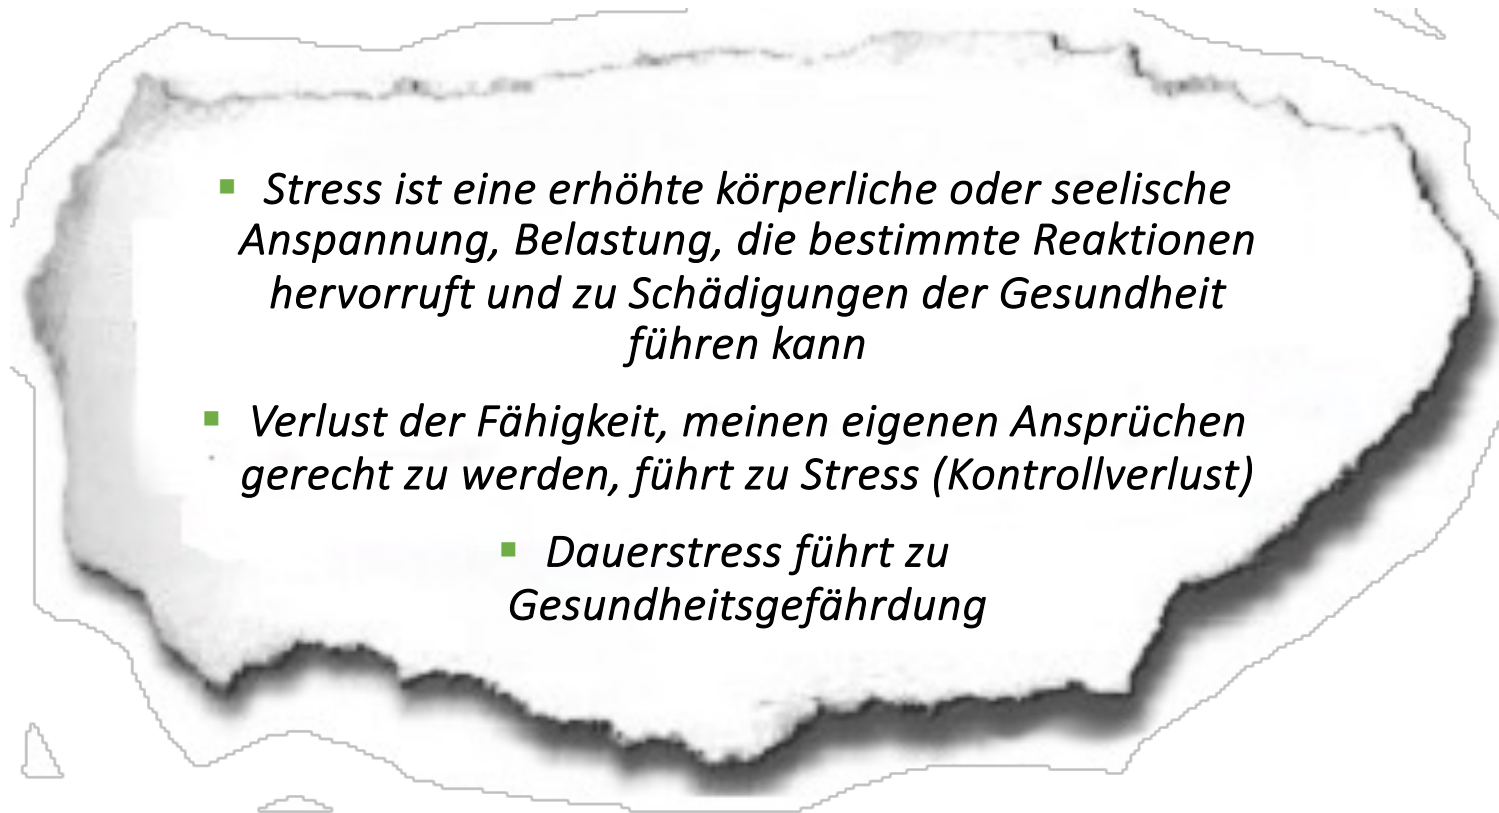 ▪ Stress ist eine erhöhte körperliche oder seelische
Anspannung, Belastung, die bestimmte Reaktionen
hervorruft und zu Schädigungen der Gesundheit
führen kann
▪ Verlust der Fähigkeit, meinen eigenen Ansprüchen
gerecht zu werden, führt zu Stress (Kontrollverlust)
▪ Dauerstress führt zu
Gesundheitsgefährdung